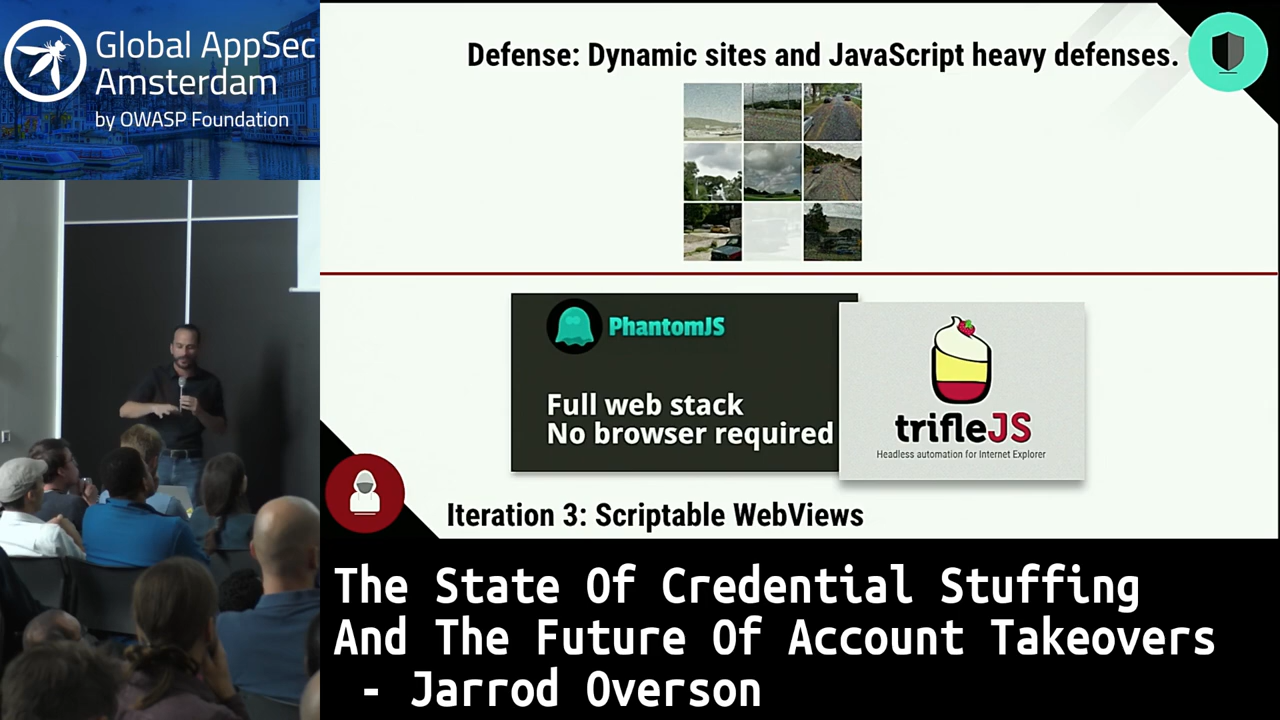 Global AppSec
Amsterdam
by OWASP Foundation
Defense: Dynamic sites and JavaScript heavy defenses.
PhantomJS
Full web stack
No browser required
trifleJS
Headless automation for Internet Explorer
Iteration 3: Scriptable WebViews
The State Of Credential Stuffing
And The Future Of Account Takeovers
- Jarrod Overson